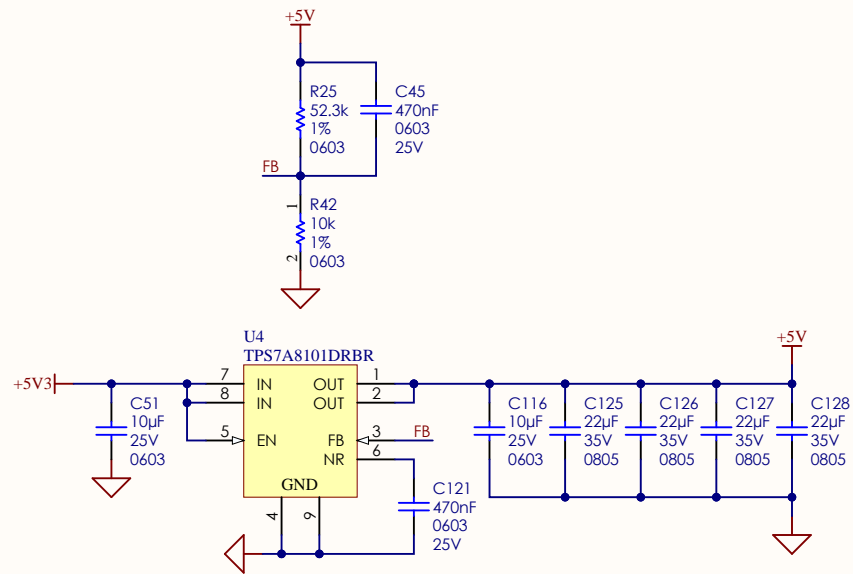 +5V
R25
52.3k
1%
0603
C45
470nF
0603
25V
FB
1
R42
10k
1%
0603
2
U4
TPS7A8101DRBR
+5V3
C51
10µF
25V
0603
7
8
5
IN
IN
EN
OUT
OUT
FB
NR
GND
1
2
3
6
FB
4
9
C121
470nF
0603
25V
+5V
C116
10µF
25V
0603
C125
22µF
35V
0805
C126
22µF
35V
0805
C127
22µF
35V
0805
C128
22µF
35V
0805